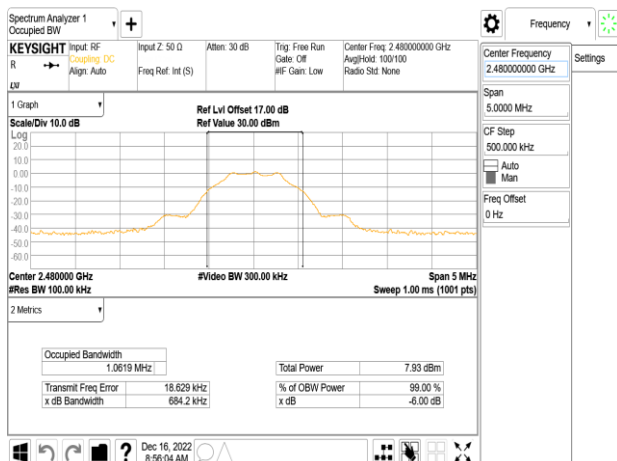 Spectrum Analyzer 1
Occupied BW
+
Frequency
KEYSIGHT
R
LXI
Input: RF
Coupling: DC
Align: Auto
Input Z: 50 Ω
Freq Ref: Int (S)
Atten: 30 dB
Trig: Free Run
Gate: Off
#IF Gain: Low
Center Freq: 2.480000000 GHz
Avg|Hold: 100/100
Radio Std: None
Center Frequency
2.480000000 GHz
Settings
Span
5.0000 MHz
CF Step
500.000 kHz
Auto
Man
Freq Offset
0 Hz
1 Graph
Scale/Div 10.0 dB
Ref Lvl Offset 17.00 dB
Ref Value 30.00 dBm
Log
20.0
10.0
0.00
-10.0
-20.0
-30.0
-40.0
-50.0
-60.0
Center 2.480000 GHz
#Res BW 100.00 kHz
#Video BW 300.00 kHz
Span 5 MHz
Sweep 1.00 ms (1001 pts)
2 Metrics
Occupied Bandwidth
1.0619 MHz
Transmit Freq Error 18.629 kHz
x dB Bandwidth 684.2 kHz
Total Power 7.93 dBm
% of OBW Power 99.00 %
x dB -6.00 dB
?
Dec 16, 2022
8:56:04 AM